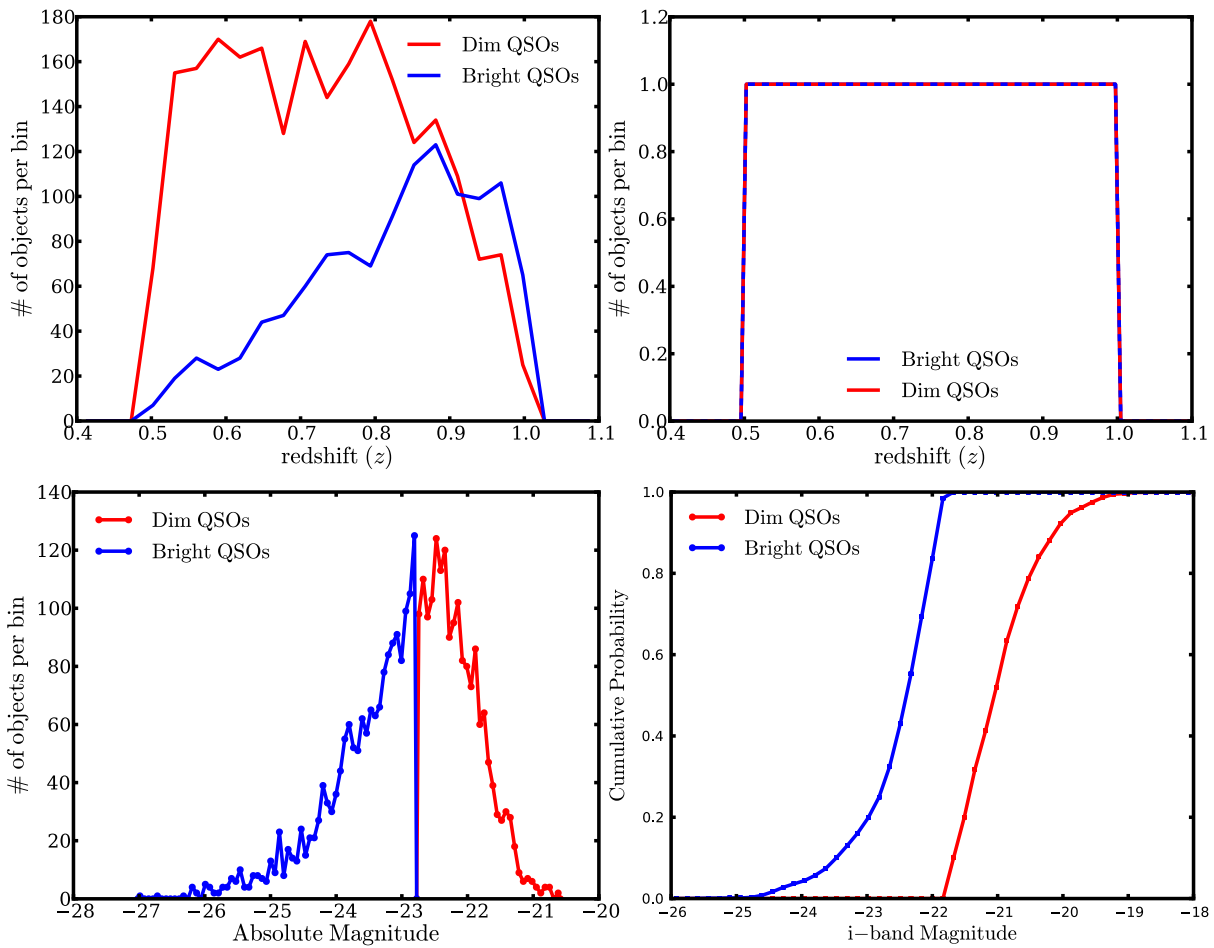 180
160
140
120
100
80
60
40
20
0
# of objects per bin
Dim QSOs
Bright QSOs
0.4 0.5 0.6 0.7 0.8 0.9 1.0 1.1
redshift (z)
1.2
1.0
0.8
0.6
0.4
0.2
0.0
# of objects per bin
Bright QSOs
Dim QSOs
0.4 0.5 0.6 0.7 0.8 0.9 1.0 1.1
redshift (z)
140
120
100
80
60
40
20
0
# of objects per bin
Dim QSOs
Bright QSOs
−28 −27 −26 −25 −24 −23 −22 −21 −20
Absolute Magnitude
1.0
0.8
0.6
0.4
0.2
0.0
Cumulative Probability
Dim QSOs
Bright QSOs
−26 −25 −24 −23 −22 −21 −20 −19 −18
i−band Magnitude